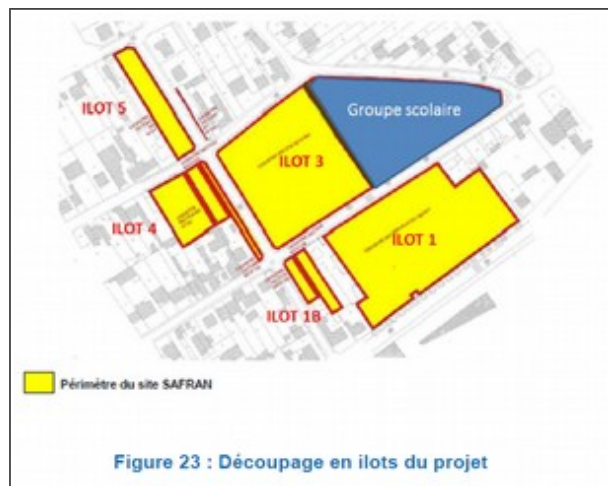 ILOT 5
Groupe scolaire
ILOT 3
ILOT 4
ILOT 1
ILOT 1B
Périmètre du site SAFRAN
Figure 23 : Découpage en ilots du projet